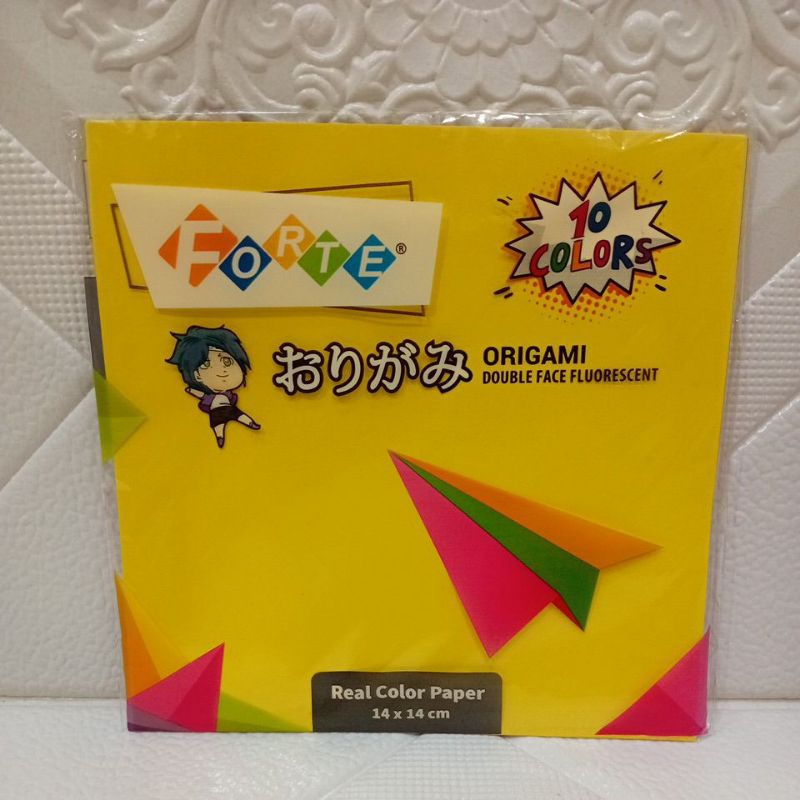 FORTE®
10
COLORS
おりがみ
ORIGAMI
DOUBLE FACE FLUORESCENT
Real Color Paper
14 x 14 cm